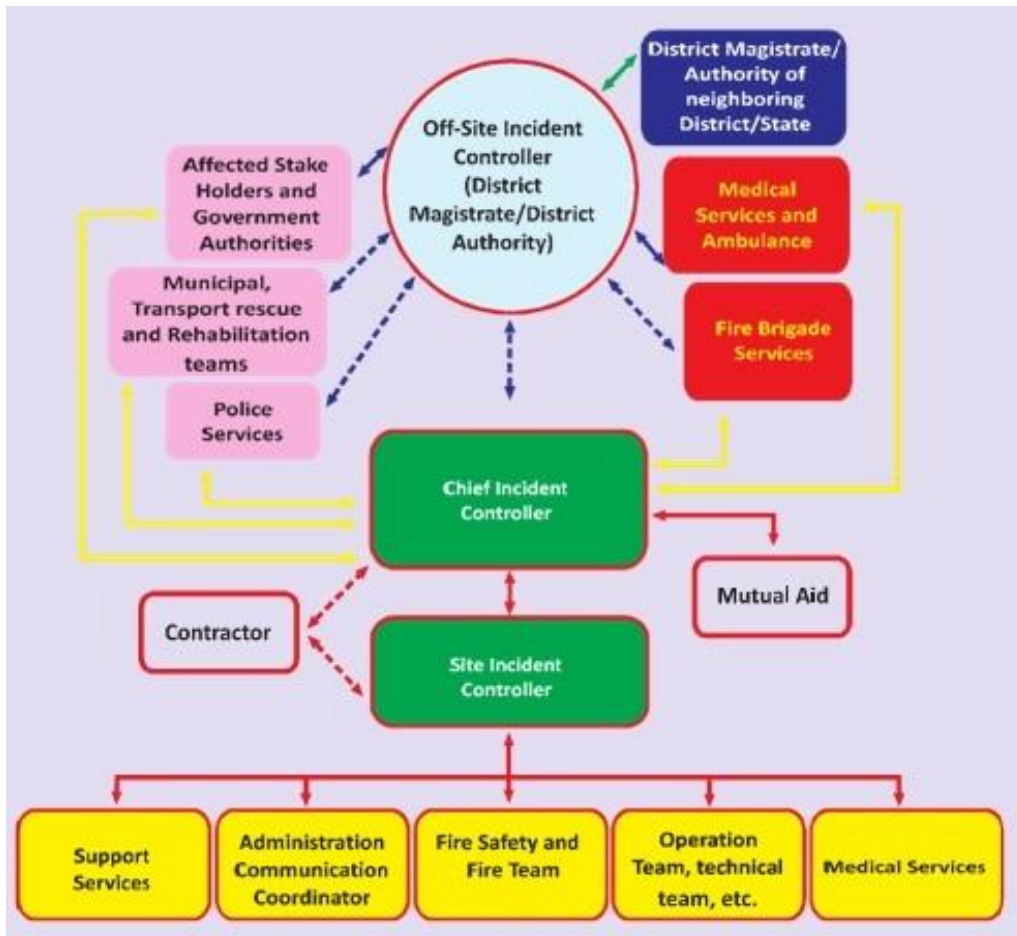 District Magistrate/
Authority of
neighboring
District/State
Off-Site Incident
Controller
(District
Magistrate/District
Authority)
Affected Stake
Holders and
Government
Authorities
Medical
Services and
Ambulance
Municipal,
Transport rescue
and Rehabilitation
teams
Fire Brigade
Services
Police
Services
Chief Incident
Controller
Mutual Aid
Contractor
Site Incident
Controller
Support
Services
Administration
Communication
Coordinator
Fire Safety and
Fire Team
Operation
Team, technical
team, etc.
Medical Services